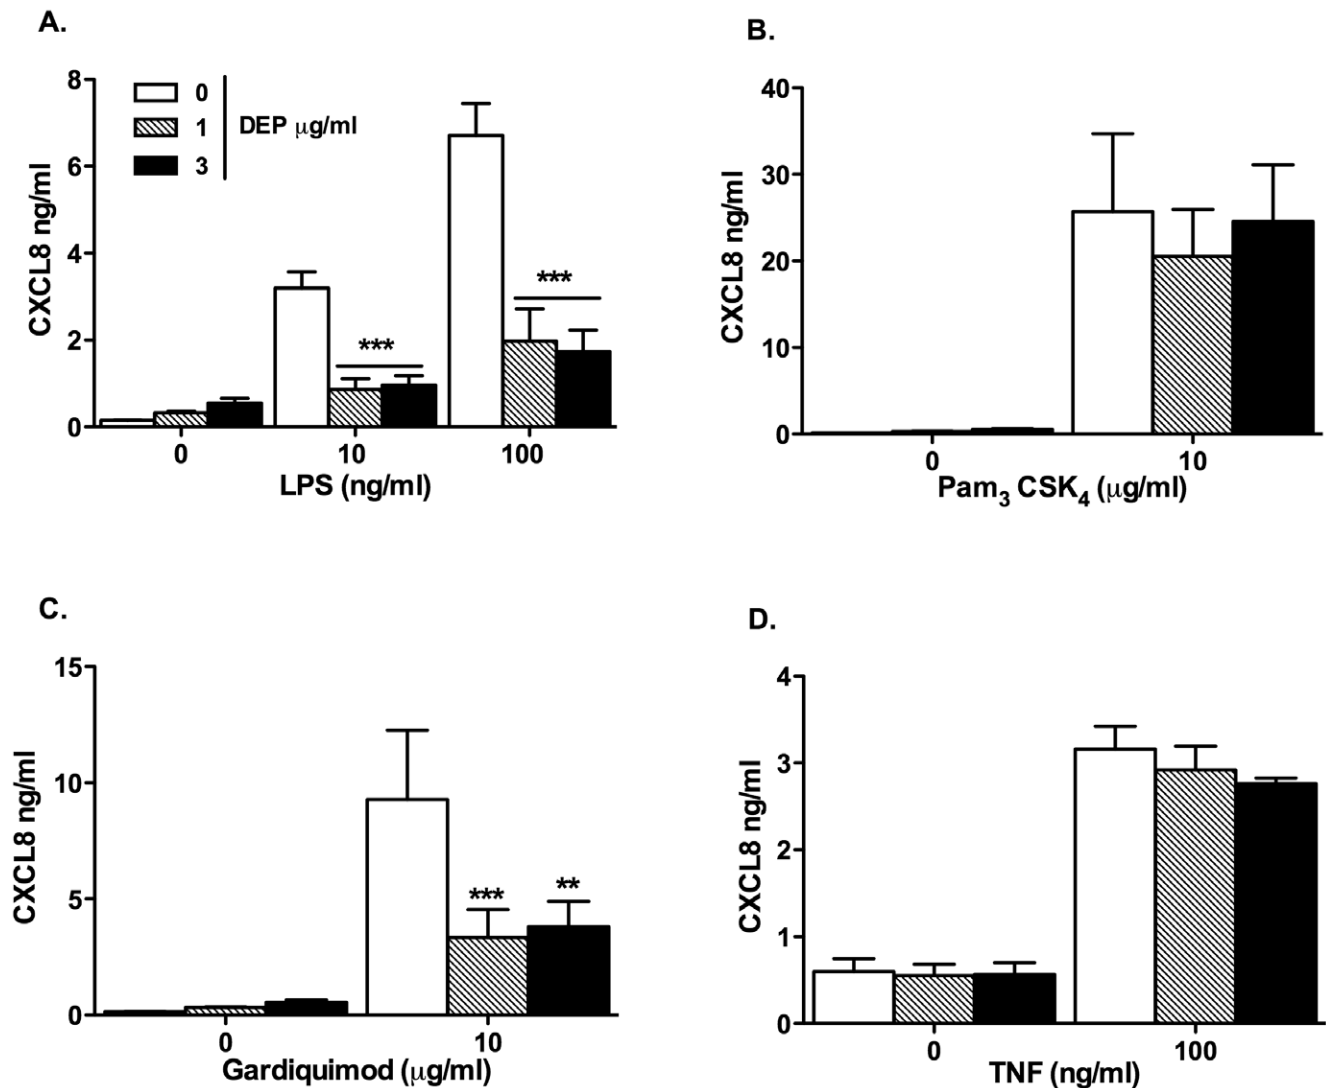 A.
8
6
4
2
0
CXCL8 ng/ml
0
1
3
DEP μg/ml
***
***
0 10 100
LPS (ng/ml)
B.
40
30
20
10
0
CXCL8 ng/ml
0 10
Pam3 CSK4 (μg/ml)
C.
15
10
5
0
CXCL8 ng/ml
*** **
0 10
Gardiquimod (μg/ml)
D.
4
3
2
1
0
CXCL8 ng/ml
0 100
TNF (ng/ml)